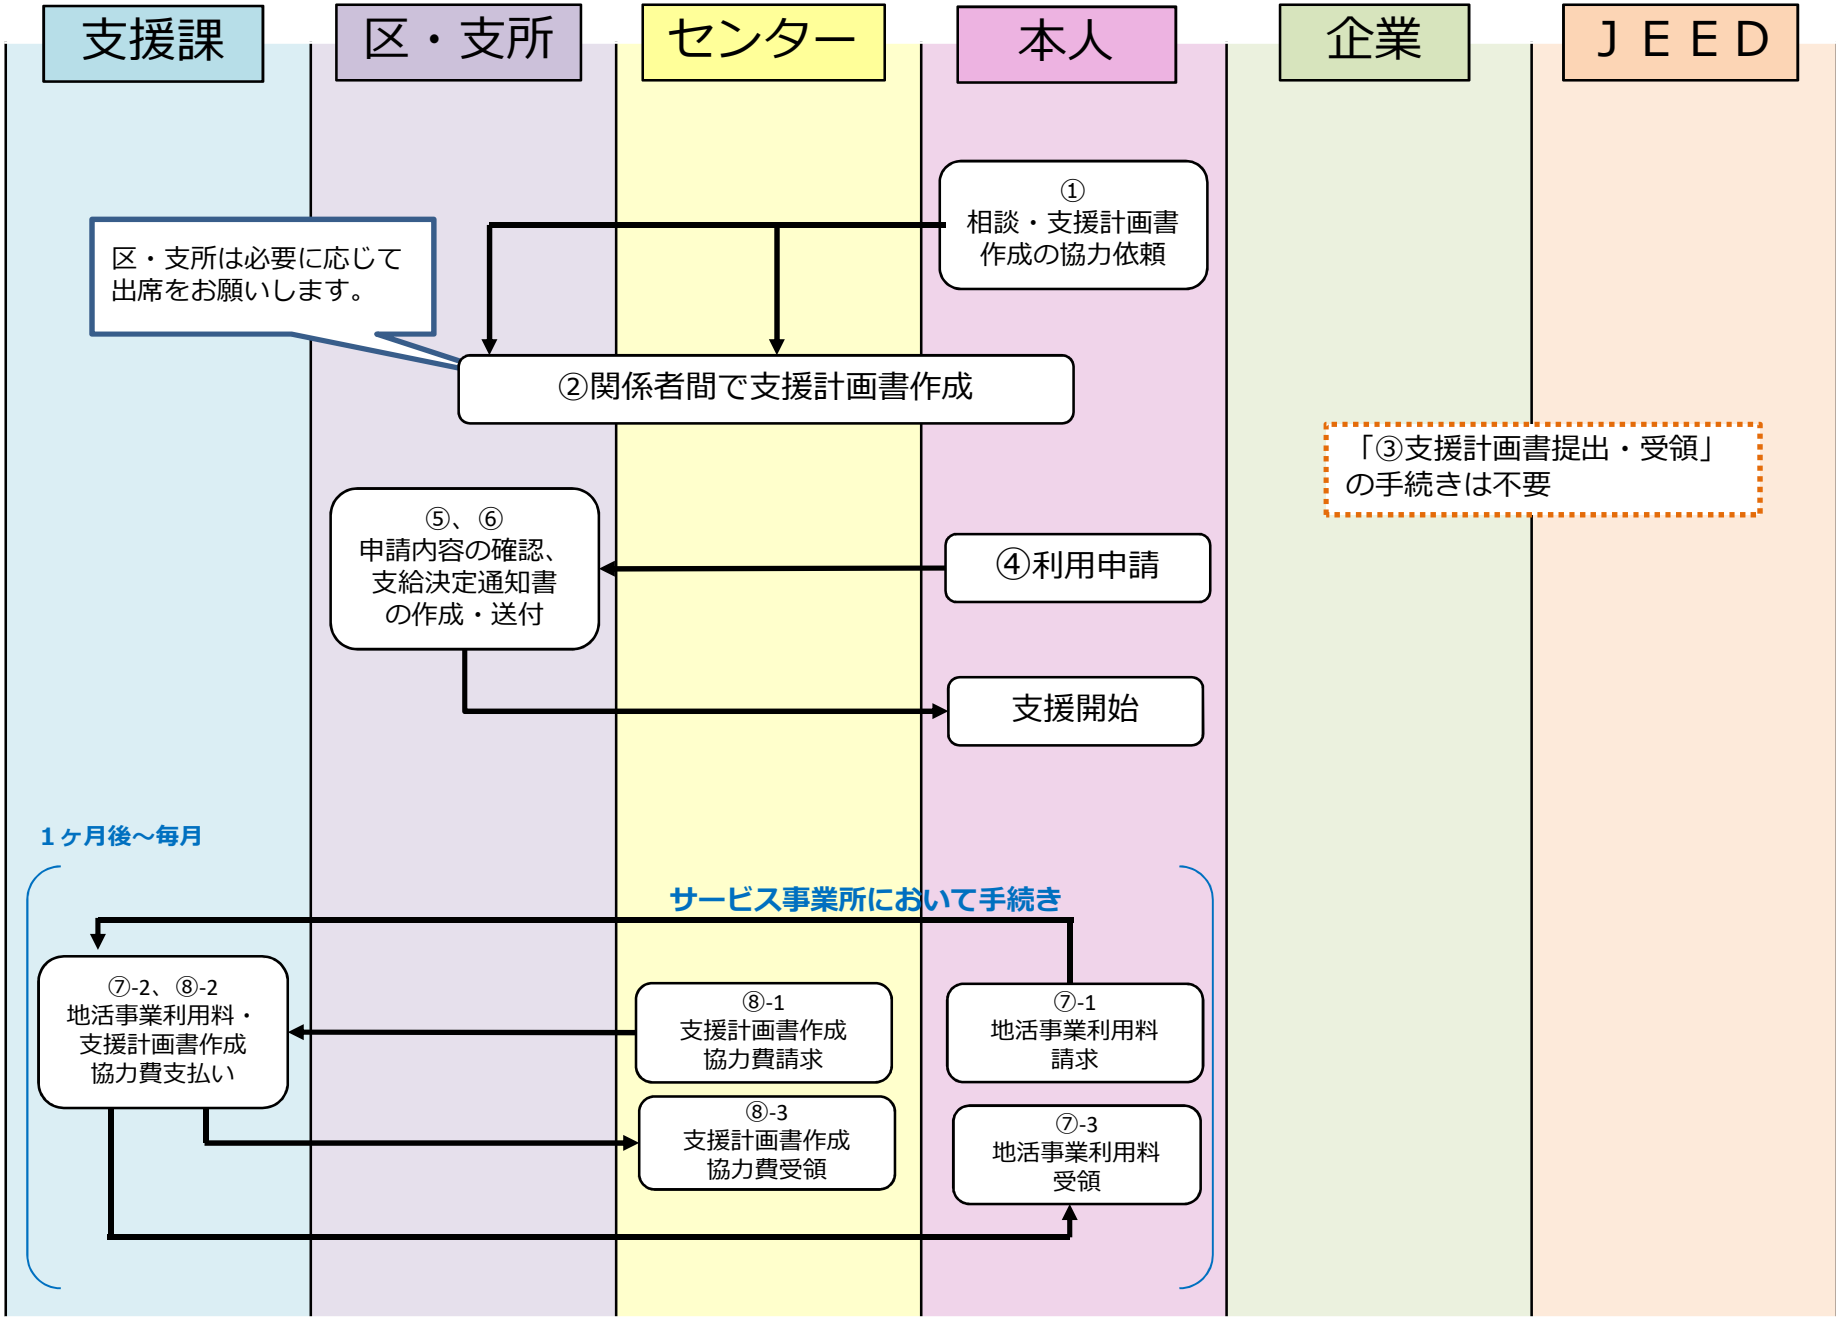 支援課
区・支所
センター
本人
企業
ＪＥＥＤ
①
相談・支援計画書
作成の協力依頼
区・支所は必要に応じて
出席をお願いします。
②関係者間で支援計画書作成
「③支援計画書提出・受領」
の手続きは不要
⑤、⑥
申請内容の確認、
支給決定通知書
の作成・送付
④利用申請
支援開始
１ヶ月後～毎月
サービス事業所において手続き
⑦-2、⑧-2
地活事業利用料・
支援計画書作成
協力費支払い
⑧-1
支援計画書作成
協力費請求
⑦-1
地活事業利用料
請求
⑧-3
支援計画書作成
協力費受領
⑦-3
地活事業利用料
受領